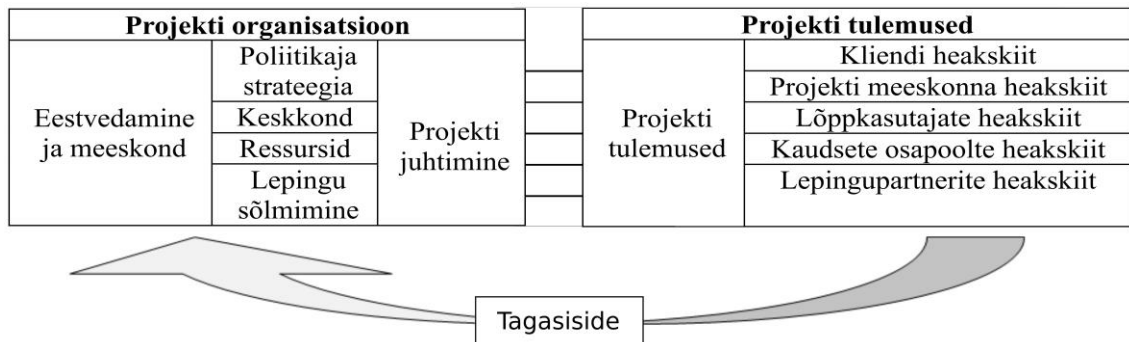 Projekti organisatsioon
Eestvedamine
ja meeskond
Poliitikaja
strateegia
Keskkond
Ressursid
Lepingu
sõlmimine
Projekti
juhtimine
Projekti tulemused
Projekti
tulemused
Kliendi heakskiit
Projekti meeskonna heakskiit
Lõppkasutajate heakskiit
Kaudsete osapoolte heakskiit
Lepingupartnerite heakskiit
Tagasiside